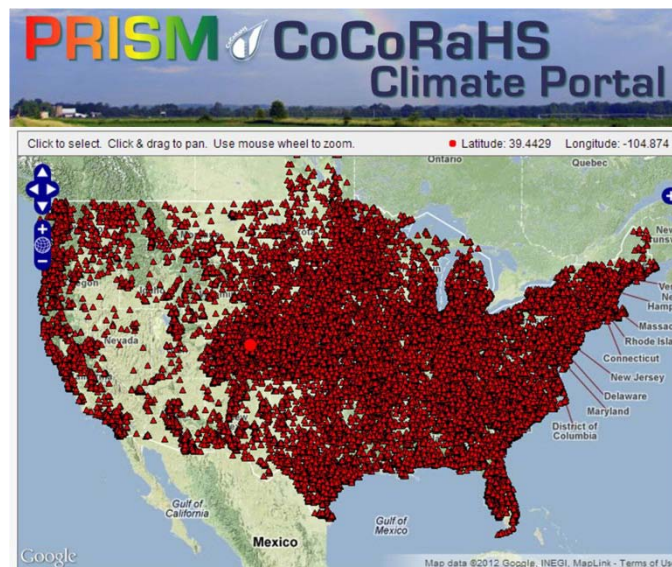 PRISM CoCoRaHS
Climate Portal
Click to select. Click & drag to pan. Use mouse wheel to zoom.
Latitude: 39.4429 Longitude: -104.874
Ontario
Quebec
Nevada
Massac
Rhode Islan
Connecticut
New Jersey
Delaware
Maryland
District of
Columbia
Gulf of
California
Gulf of
Mexico
Mexico
Google
Map data ©2012 Google, INEGI, MapLink - Terms of Us